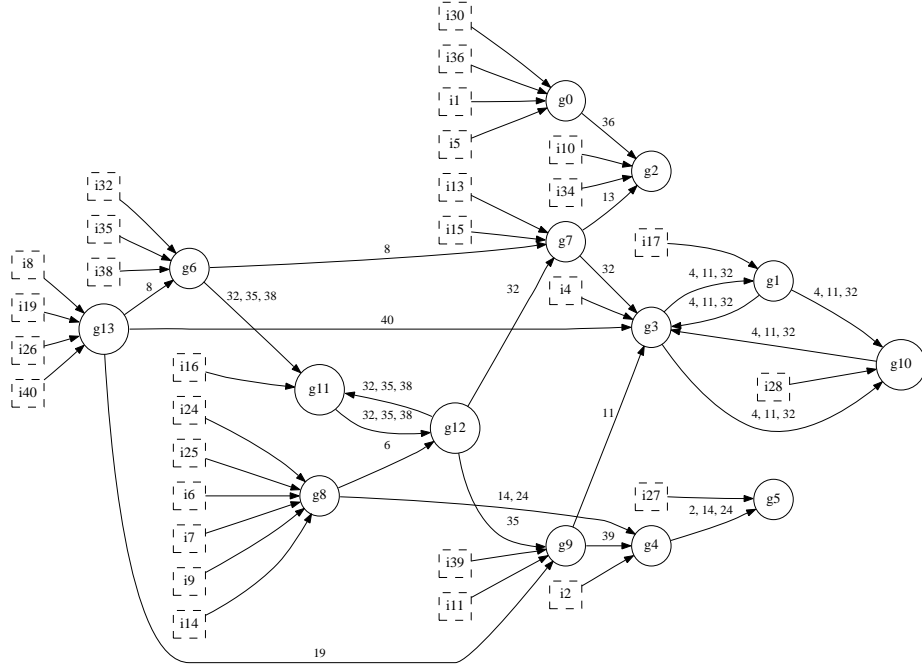 i30
i36
g0
i1
36
i5
i10
g2
i32
i13
i34
13
i35
i15
g7
i17
8
i8
i38
g6
32
4, 11, 32
g1
8
32, 35, 38
32
i4
4, 11, 32
4, 11, 32
i19
g13
40
g3
4, 11, 32
i26
i16
g11
32, 35, 38
i28
g10
i40
32, 35, 38
11
4, 11, 32
i24
g12
6
i25
i6
g8
14, 24
i27
g5
35
2, 14, 24
i7
39
g9
g4
i39
i9
i2
i11
i14
19